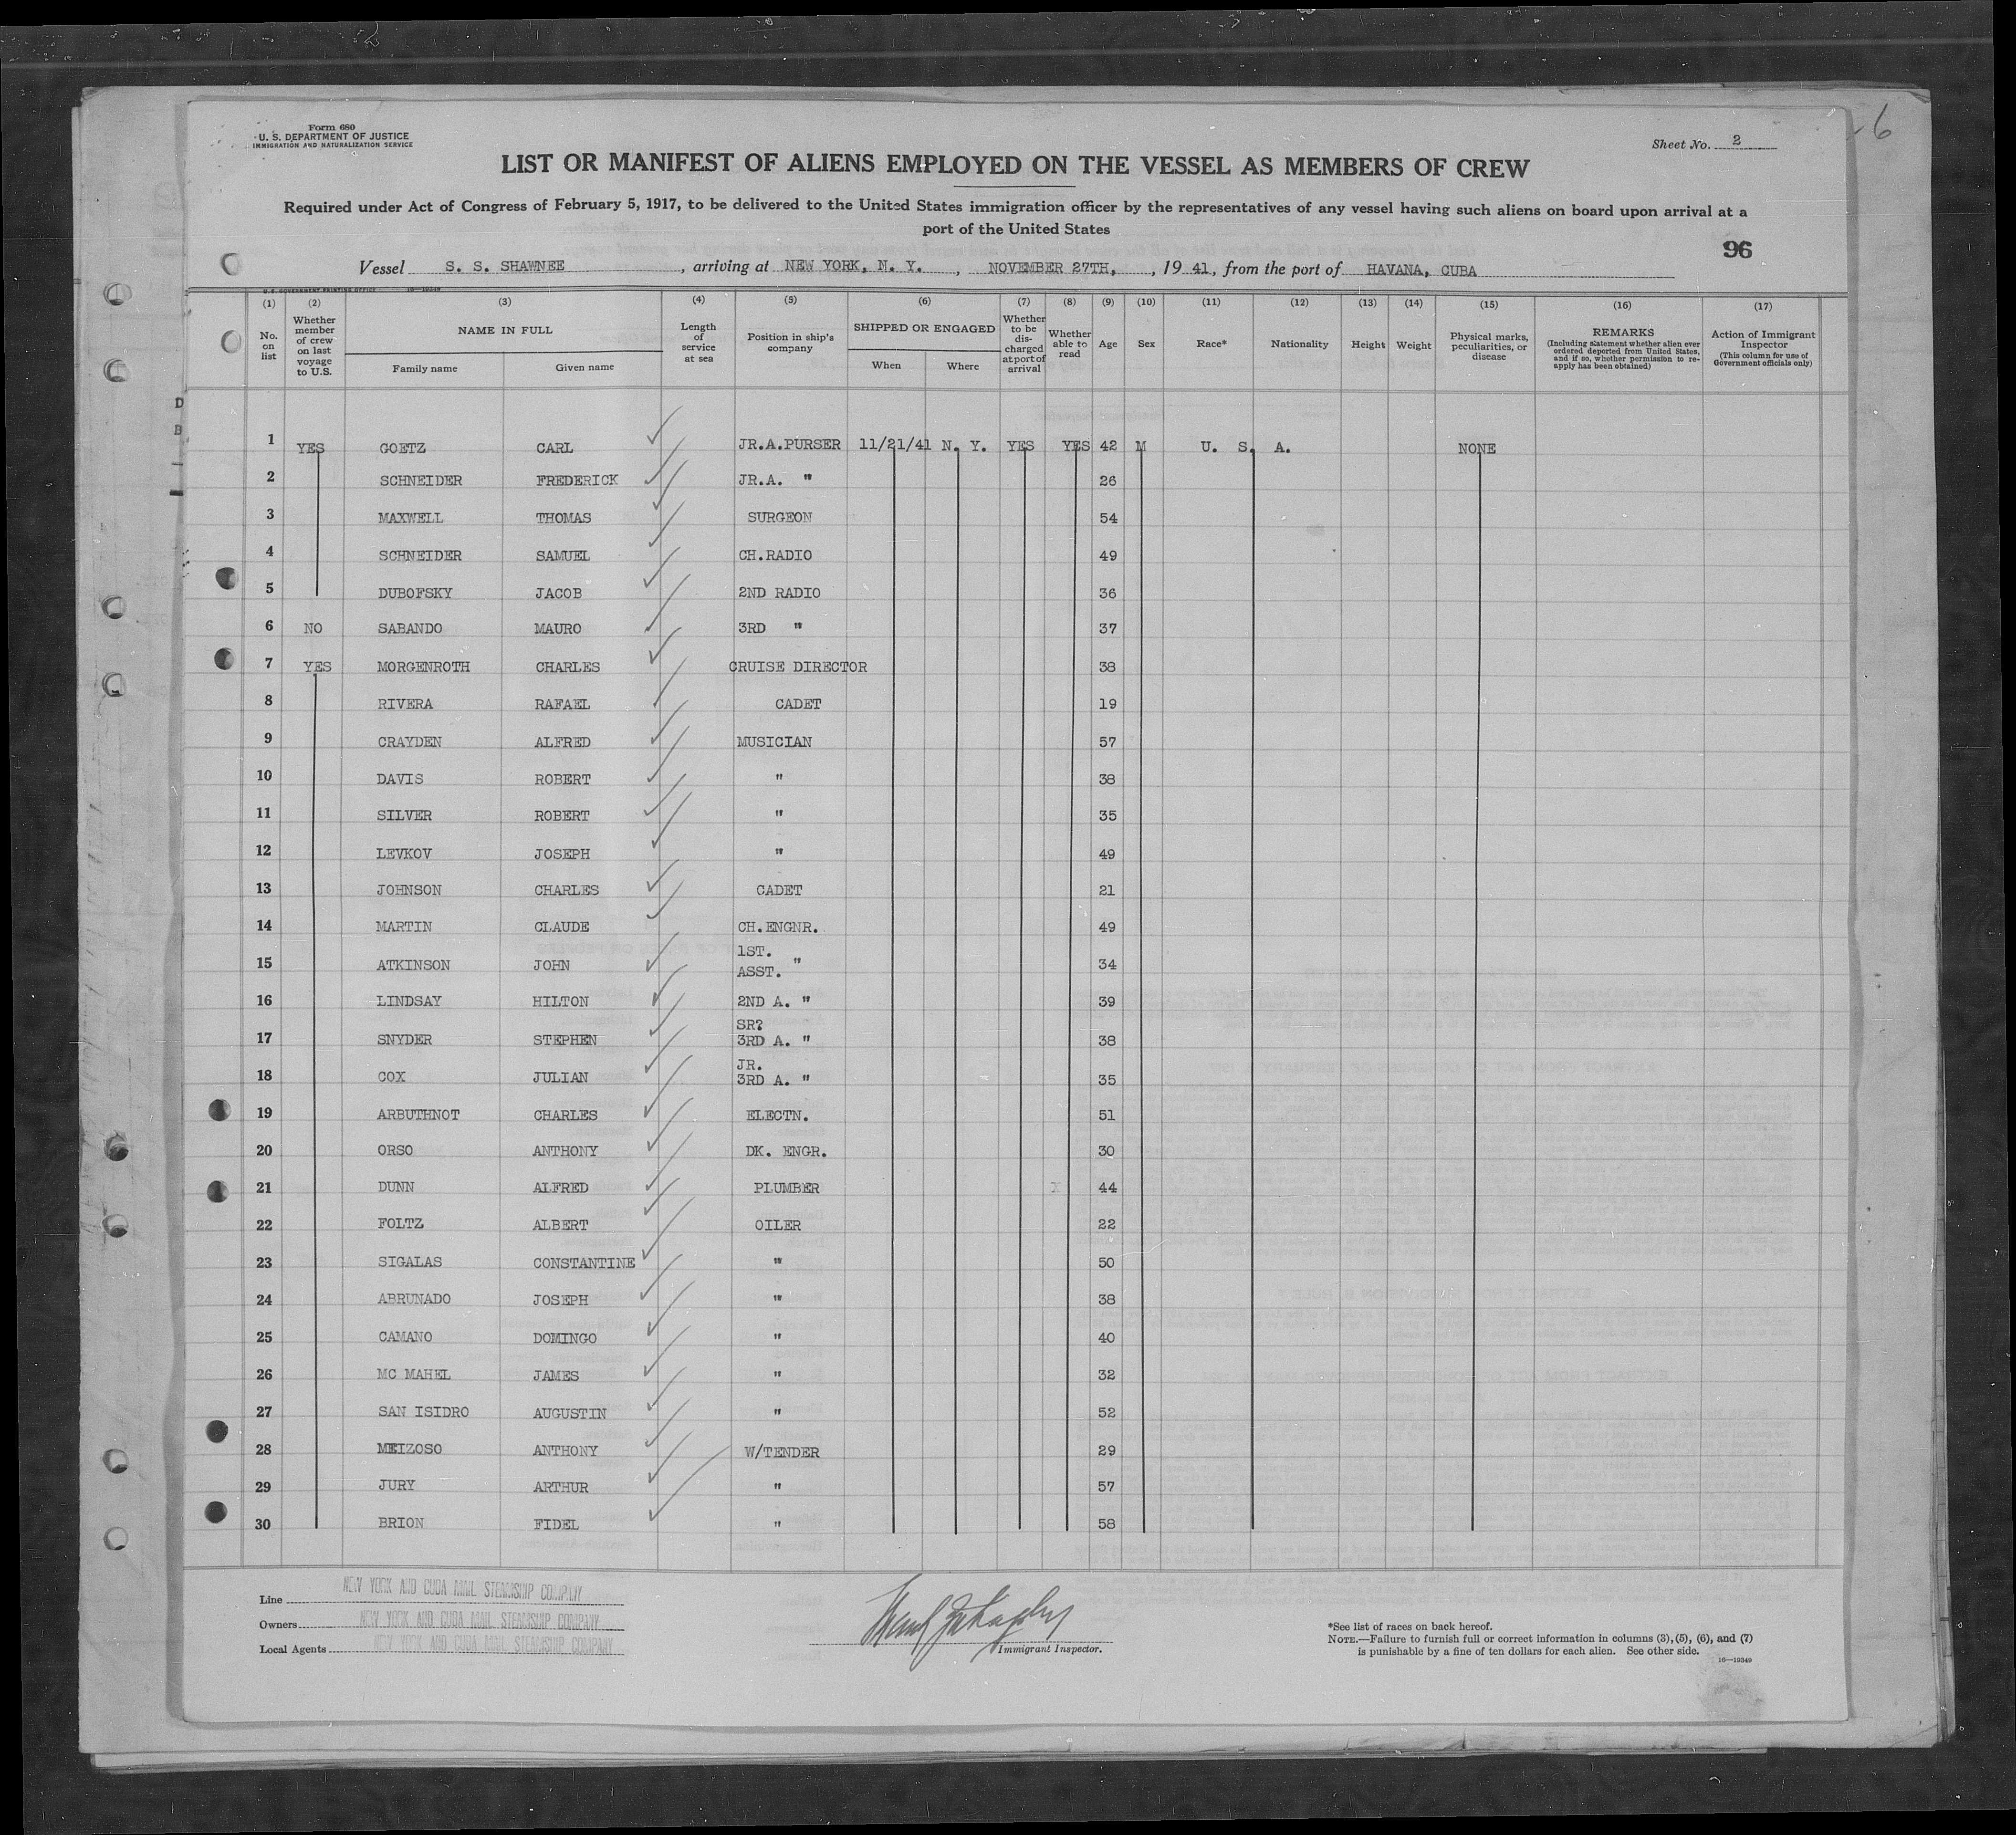 6
Form 680
U. S. DEPARTMENT OF JUSTICE
IMMIGRATION AND NATURALIZATION SERVICE
Sheet No. 2
LIST OR MANIFEST OF ALIENS EMPLOYED ON THE VESSEL AS MEMBERS OF CREW
Required under Act of Congress of February 5, 1917, to be delivered to the United States immigration officer by the representatives of any vessel having such aliens on board upon arrival at a
port of the United States
96
Vessel S. S. SHAWNEE, arriving at NEW YORK, N. Y., NOVEMBER 27TH, , 19 41, from the port of HAVANA, CUBA
U. S. GOVERNMENT PRINTING OFFICE 16—19349
(1) (2) (3) (4) (5) (6) (7) (8) (9) (10) (11) (12) (13) (14) (15) (16) (17)
No. on list
Whether member of crew on last voyage to U.S.
NAME IN FULL
Family name Given name
Length of service at sea
Position in ship's company
SHIPPED OR ENGAGED
When Where
Whether to be discharged at port of arrival
Whether able to read
Age Sex Race* Nationality Height Weight
Physical marks, peculiarities, or disease
REMARKS
(Including statement whether alien ever ordered deported from United States, and if so, whether permission to re-apply has been obtained)
Action of Immigrant Inspector
(This column for use of Government officials only)
D
B
1 YES GOETZ CARL JR.A.PURSER 11/21/41 N. Y. YES YES 42 M U. S. A. NONE
2 SCHNEIDER FREDERICK JR.A. " 26
3 MAXWELL THOMAS SURGEON 54
4 SCHNEIDER SAMUEL CH.RADIO 49
5 DUBOFSKY JACOB 2ND RADIO 36
6 NO SABANDO MAURO 3RD " 37
7 YES MORGENROTH CHARLES CRUISE DIRECTOR 38
8 RIVERA RAFAEL CADET 19
9 CRAYDEN ALFRED MUSICIAN 57
10 DAVIS ROBERT " 38
11 SILVER ROBERT " 35
12 LEVKOV JOSEPH " 49
13 JOHNSON CHARLES CADET 21
14 MARTIN CLAUDE CH.ENGNR. 49
15 ATKINSON JOHN 1ST. ASST. " 34
16 LINDSAY HILTON 2ND A. " 39
17 SNYDER STEPHEN SR? 3RD A. " 38
18 COX JULIAN JR. 3RD A. " 35
19 ARBUTHNOT CHARLES ELECTN. 51
20 ORSO ANTHONY DK. ENGR. 30
21 DUNN ALFRED PLUMBER X 44
22 FOLTZ ALBERT OILER 22
23 SIGALAS CONSTANTINE " 50
24 ABRUNADO JOSEPH " 38
25 CAMANO DOMINGO " 40
26 MC MAHEL JAMES " 32
27 SAN ISIDRO AUGUSTIN " 52
28 MEIZOSO ANTHONY W/TENDER 29
29 JURY ARTHUR " 57
30 BRION FIDEL " 58
Line NEW YORK AND CUBA MAIL STEAMSHIP COMPANY
Owners NEW YORK AND CUBA MAIL STEAMSHIP COMPANY
Local Agents NEW YORK AND CUBA MAIL STEAMSHIP COMPANY
Immigrant Inspector.
*See list of races on back hereof.
NOTE.—Failure to furnish full or correct information in columns (3), (5), (6), and (7)
is punishable by a fine of ten dollars for each alien. See other side.
16—19349